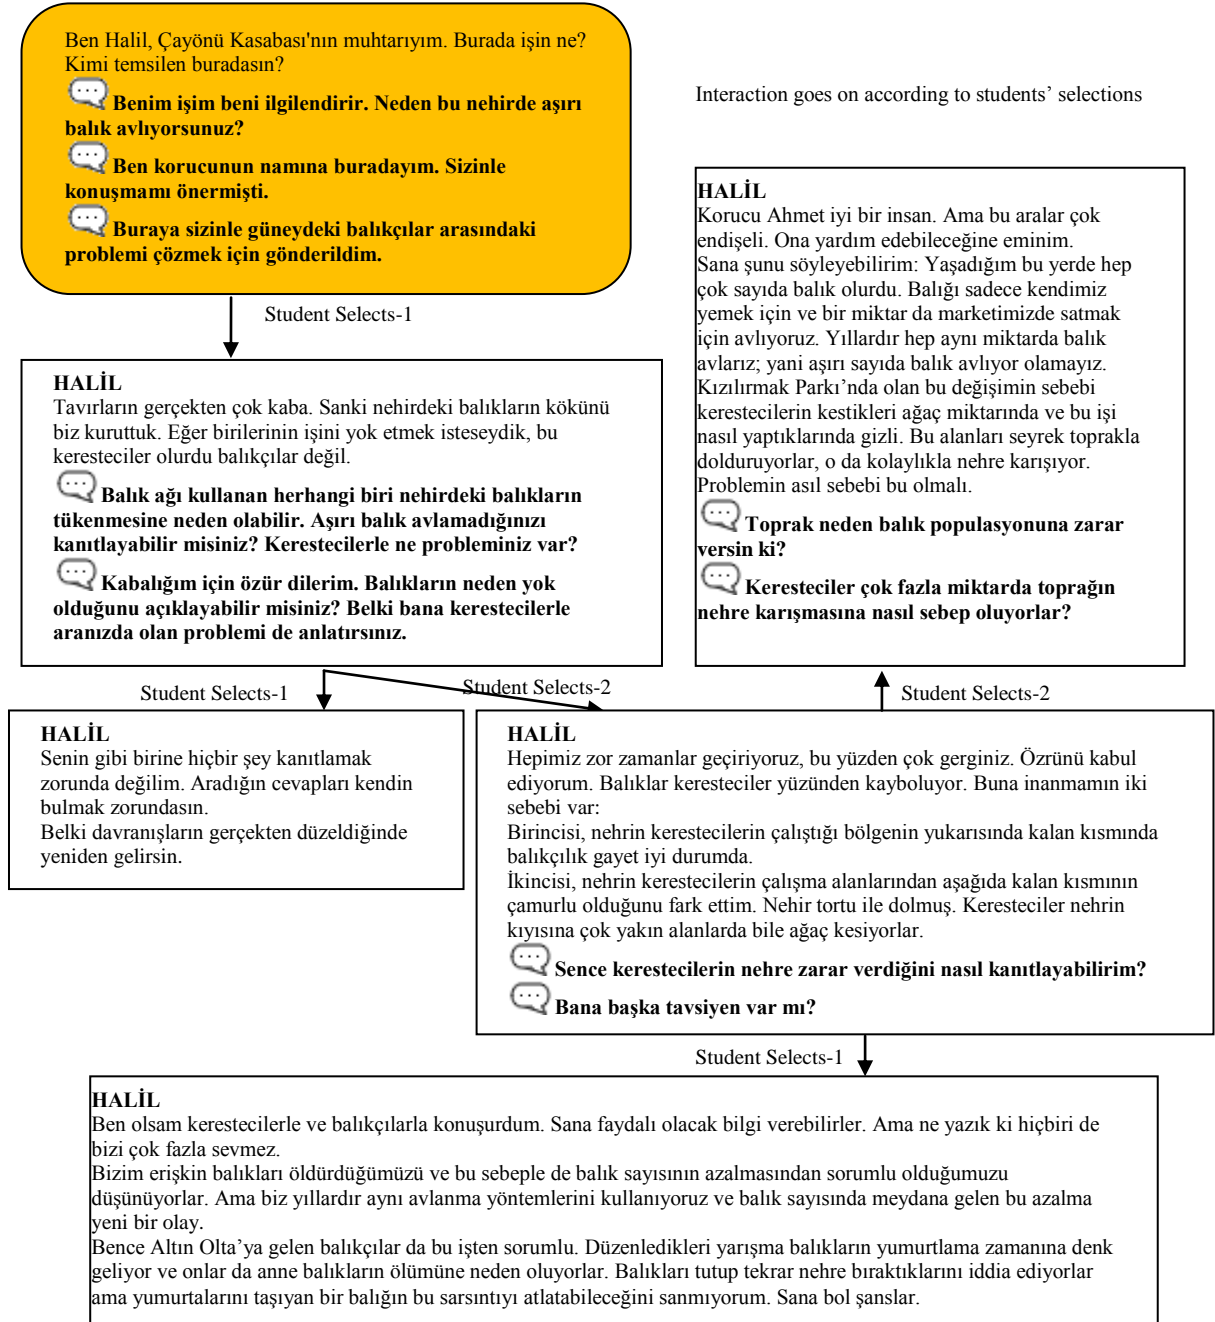 Ben Halil, Çayönü Kasabası'nın muhtarıyım. Burada işin ne?
Kimi temsilen buradasın?
Benim işim beni ilgilendirir. Neden bu nehirde aşırı
balık avlıyorsunuz?
Ben korucunun namına buradayım. Sizinle
konuşmamı önermişti.
Buraya sizinle güneydeki balıkçılar arasındaki
problemi çözmek için gönderildim.
Interaction goes on according to students’ selections
Student Selects-1
HALİL
Tavırların gerçekten çok kaba. Sanki nehirdeki balıkların kökünü
biz kuruttuk. Eğer birilerinin işini yok etmek isteseydik, bu
keresteciler olurdu balıkçılar değil.
Balık ağı kullanan herhangi biri nehirdeki balıkların
tükenmesine neden olabilir. Aşırı balık avlamadığınızı
kanıtlayabilir misiniz? Kerestecilerle ne probleminiz var?
Kabalığım için özür dilerim. Balıkların neden yok
olduğunu açıklayabilir misiniz? Belki bana kerestecilerle
aranızda olan problemi de anlatırsınız.
HALİL
Korucu Ahmet iyi bir insan. Ama bu aralar çok
endişeli. Ona yardım edebileceğine eminim.
Sana şunu söyleyebilirim: Yaşadığım bu yerde hep
çok sayıda balık olurdu. Balığı sadece kendimiz
yemek için ve bir miktar da marketimizde satmak
için avlıyoruz. Yıllardır hep aynı miktarda balık
avlarız; yani aşırı sayıda balık avlıyor olamayız.
Kızılırmak Parkı’nda olan bu değişimin sebebi
kerestecilerin kestikleri ağaç miktarında ve bu işi
nasıl yaptıklarında gizli. Bu alanları seyrek toprakla
dolduruyorlar, o da kolaylıkla nehre karışıyor.
Problemin asıl sebebi bu olmalı.
Toprak neden balık populasyonuna zarar
versin ki?
Keresteciler çok fazla miktarda toprağın
nehre karışmasına nasıl sebep oluyorlar?
Student Selects-1
Student Selects-2
Student Selects-2
HALİL
Senin gibi birine hiçbir şey kanıtlamak
zorunda değilim. Aradığın cevapları kendin
bulmak zorundasın.
Belki davranışların gerçekten düzeldiğinde
yeniden gelirsin.
HALİL
Hepimiz zor zamanlar geçiriyoruz, bu yüzden çok gerginiz. Özrünü kabul
ediyorum. Balıklar keresteciler yüzünden kayboluyor. Buna inanmamın iki
sebebi var:
Birincisi, nehrin kerestecilerin çalıştığı bölgenin yukarısında kalan kısmında
balıkçılık gayet iyi durumda.
İkincisi, nehrin kerestecilerin çalışma alanlarından aşağıda kalan kısmının
çamurlu olduğunu fark ettim. Nehir tortu ile dolmuş. Keresteciler nehrin
kıyısına çok yakın alanlarda bile ağaç kesiyorlar.
Sence kerestecilerin nehre zarar verdiğini nasıl kanıtlayabilirim?
Bana başka tavsiyen var mı?
Student Selects-1
HALİL
Ben olsam kerestecilerle ve balıkçılarla konuşurdum. Sana faydalı olacak bilgi verebilirler. Ama ne yazık ki hiçbiri de
bizi çok fazla sevmez.
Bizim erişkin balıkları öldürdüğümüzü ve bu sebeple de balık sayısının azalmasından sorumlu olduğumuzu
düşünüyorlar. Ama biz yıllardır aynı avlanma yöntemlerini kullanıyoruz ve balık sayısında meydana gelen bu azalma
yeni bir olay.
Bence Altın Olta’ya gelen balıkçılar da bu işten sorumlu. Düzenledikleri yarışma balıkların yumurtlama zamanına denk
geliyor ve onlar da anne balıkların ölümüne neden oluyorlar. Balıkları tutup tekrar nehre bıraktıklarını iddia ediyorlar
ama yumurtalarını taşıyan bir balığın bu sarsıntıyı atlatabileceğini sanmıyorum. Sana bol şanslar.